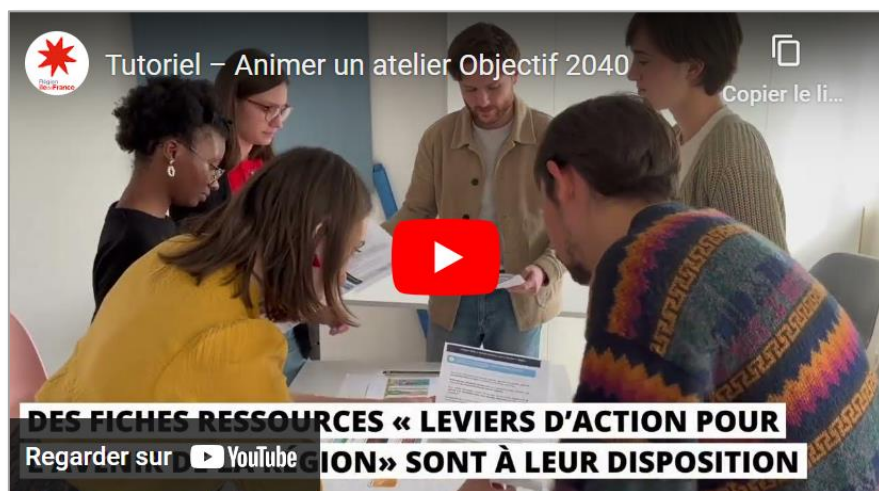 Région
île de France
Tutoriel – Animer un atelier Objectif 2040
Copier le li...
DES FICHES RESSOURCES « LEVIERS D'ACTION POUR
ION» SONT À LEUR DISPOSITION
Regarder sur YouTube